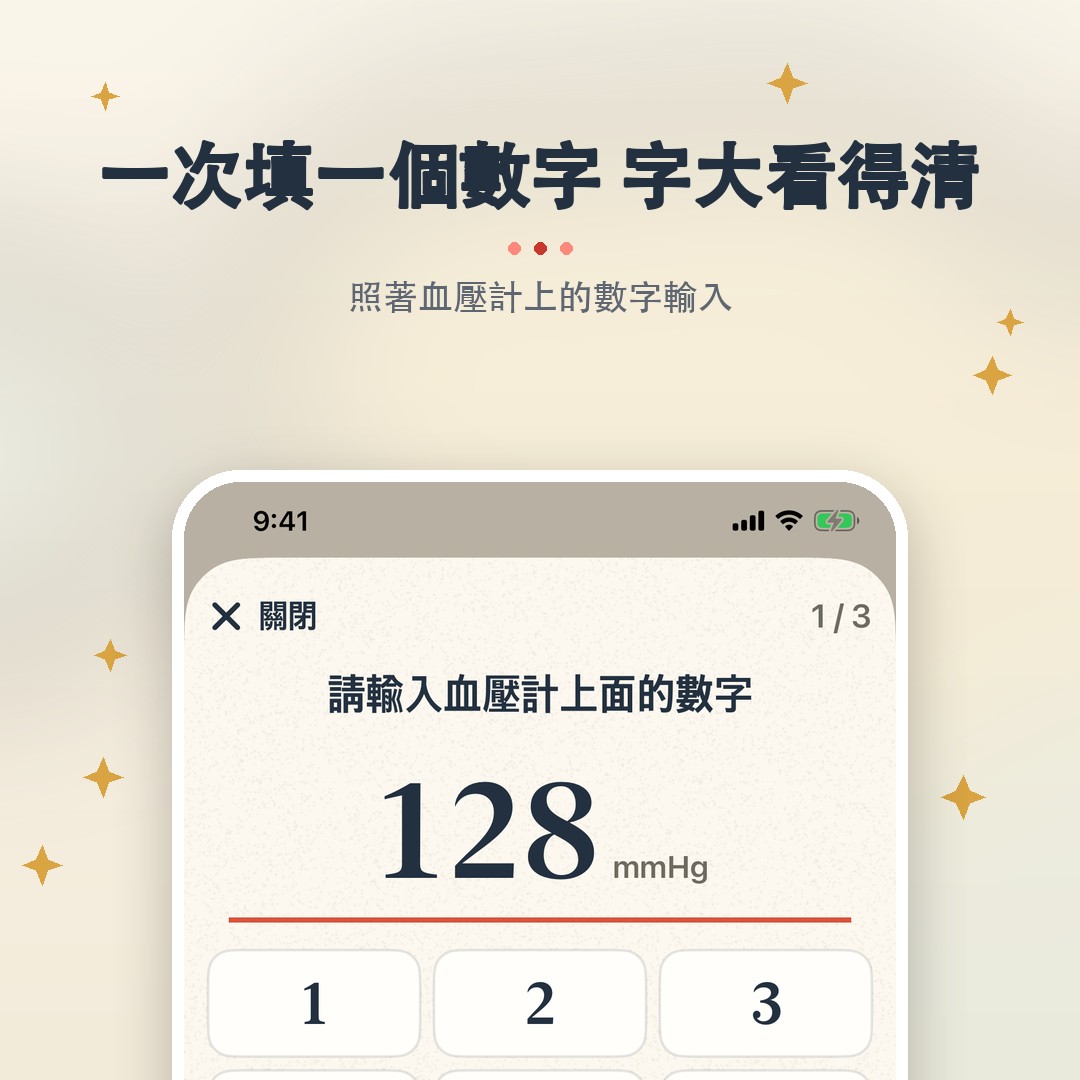 一次填一個數字 字大看得清
照著血壓計上的數字輸入
9:41
關閉
1 / 3
請輸入血壓計上面的數字
128 mmHg
1 2 3